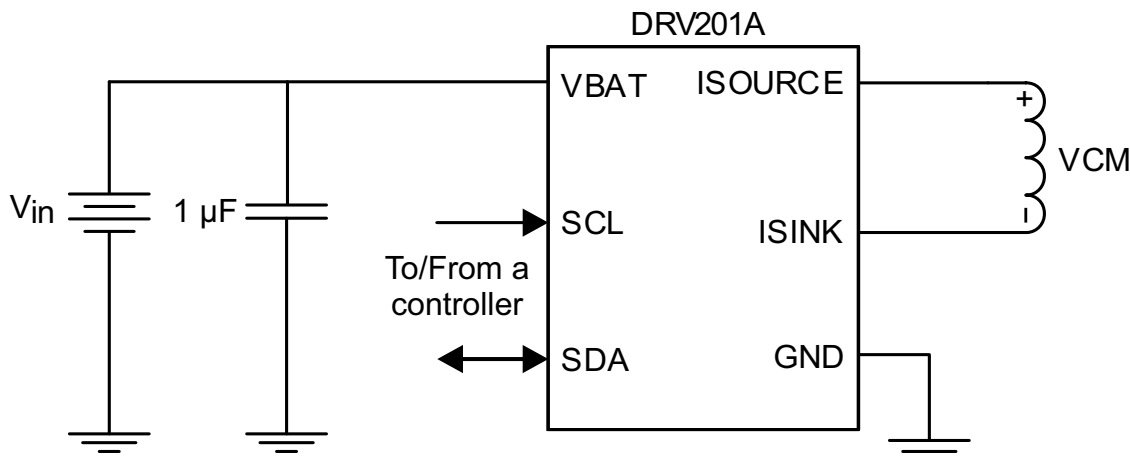 DRV201A
VBAT
ISOURCE
+
VCM
Vin
1 µF
SCL
ISINK
-
To/From a
controller
SDA
GND